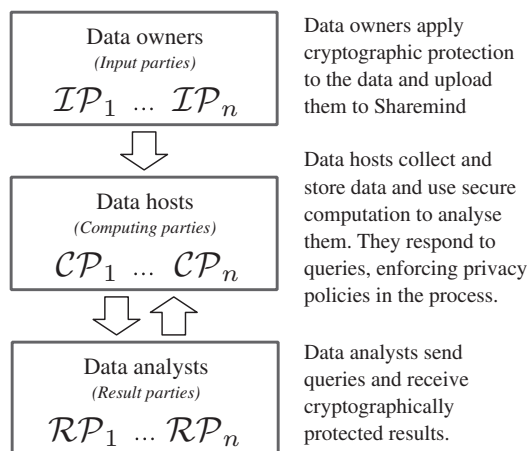 Data owners
(Input parties)
𝓘𝓟₁ ... 𝓘𝓟ₙ
Data owners apply
cryptographic protection
to the data and upload
them to Sharemind
Data hosts
(Computing parties)
𝓒𝓟₁ ... 𝓒𝓟ₙ
Data hosts collect and
store data and use secure
computation to analyse
them. They respond to
queries, enforcing privacy
policies in the process.
Data analysts
(Result parties)
𝓡𝓟₁ ... 𝓡𝓟ₙ
Data analysts send
queries and receive
cryptographically
protected results.